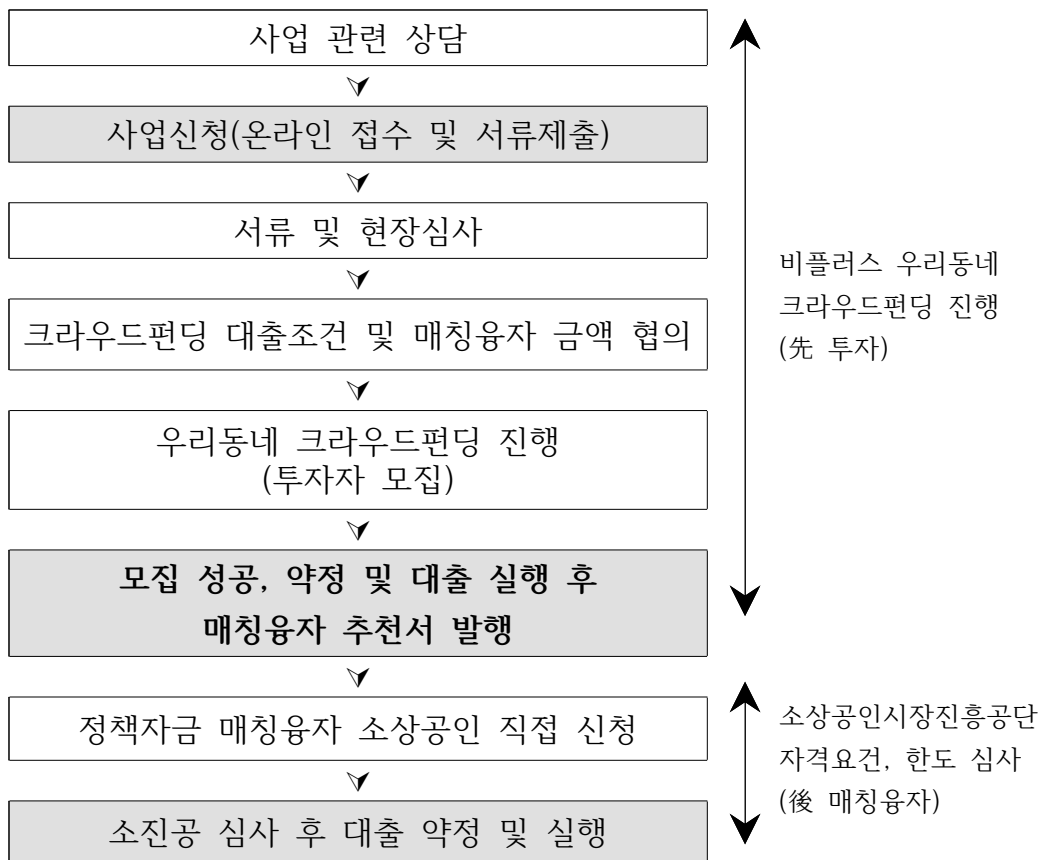 사업 관련 상담
사업신청(온라인 접수 및 서류제출)
서류 및 현장심사
크라우드펀딩 대출조건 및 매칭융자 금액 협의
우리동네 크라우드펀딩 진행
(투자자 모집)
모집 성공, 약정 및 대출 실행 후
매칭융자 추천서 발행
비플러스 우리동네
크라우드펀딩 진행
(先 투자)
정책자금 매칭융자 소상공인 직접 신청
소진공 심사 후 대출 약정 및 실행
소상공인시장진흥공단
자격요건, 한도 심사
(後 매칭융자)